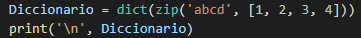 Diccionario = dict(zip('abcd', [1, 2, 3, 4]))
print('\n', Diccionario)